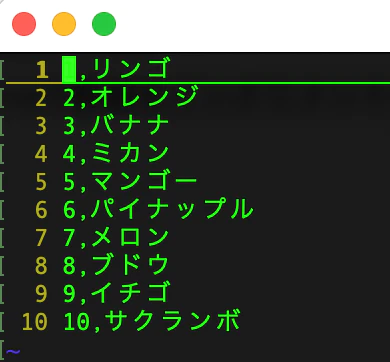 1 1,リンゴ
2 2,オレンジ
3 3,バナナ
4 4,ミカン
5 5,マンゴー
6 6,パイナップル
7 7,メロン
8 8,ブドウ
9 9,イチゴ
10 10,サクランボ
~